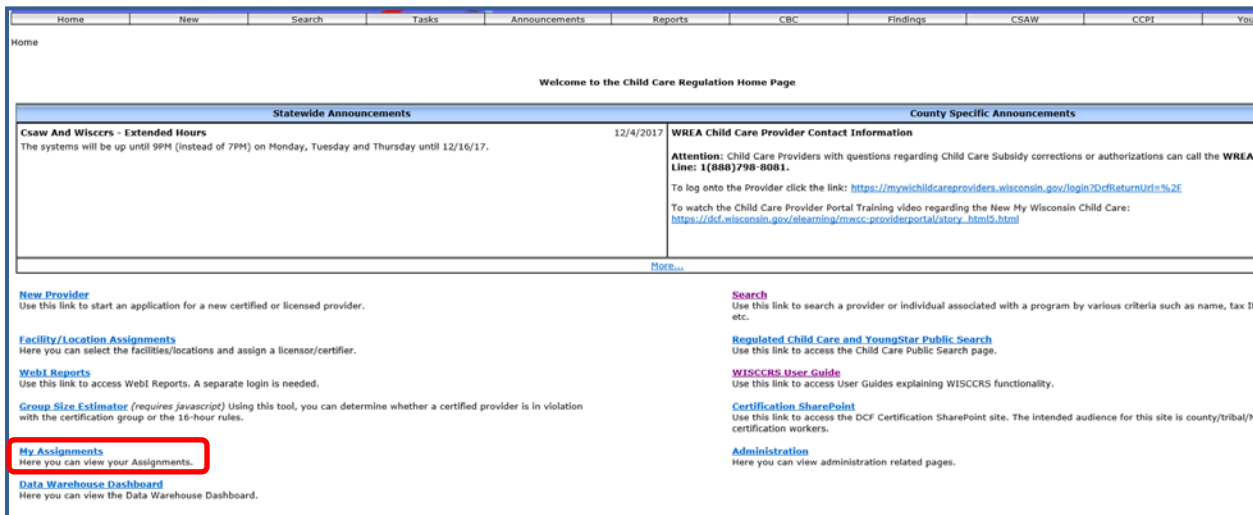 Home New Search Tasks Announcements Reports CBC Findings CSAW CCPI You
Home
Welcome to the Child Care Regulation Home Page
Statewide Announcements
Csaw And Wisccrs - Extended Hours 12/4/2017
The systems will be up until 9PM (instead of 7PM) on Monday, Tuesday and Thursday until 12/16/17.
County Specific Announcements
WREA Child Care Provider Contact Information
Attention: Child Care Providers with questions regarding Child Care Subsidy corrections or authorizations can call the WREA
Line: 1(888)798-8081.
To log onto the Provider click the link: https://mywichildcareproviders.wisconsin.gov/login?DcfReturnUrl=%2F
To watch the Child Care Provider Portal Training video regarding the New My Wisconsin Child Care:
https://dcf.wisconsin.gov/elearning/mwcc-providerportal/story_html5.html
More...
New Provider
Use this link to start an application for a new certified or licensed provider.
Facility/Location Assignments
Here you can select the facilities/locations and assign a licensor/certifier.
WebI Reports
Use this link to access WebI Reports. A separate login is needed.
Group Size Estimator (requires javascript) Using this tool, you can determine whether a certified provider is in violation
with the certification group or the 16-hour rules.
My Assignments
Here you can view your Assignments.
Data Warehouse Dashboard
Here you can view the Data Warehouse Dashboard.
Search
Use this link to search a provider or individual associated with a program by various criteria such as name, tax
etc.
Regulated Child Care and YoungStar Public Search
Use this link to access the Child Care Public Search page.
WISCCRS User Guide
Use this link to access User Guides explaining WISCCRS functionality.
Certification SharePoint
Use this link to access the DCF Certification SharePoint site. The intended audience for this site is county/tribal/
certification workers.
Administration
Here you can view administration related pages.